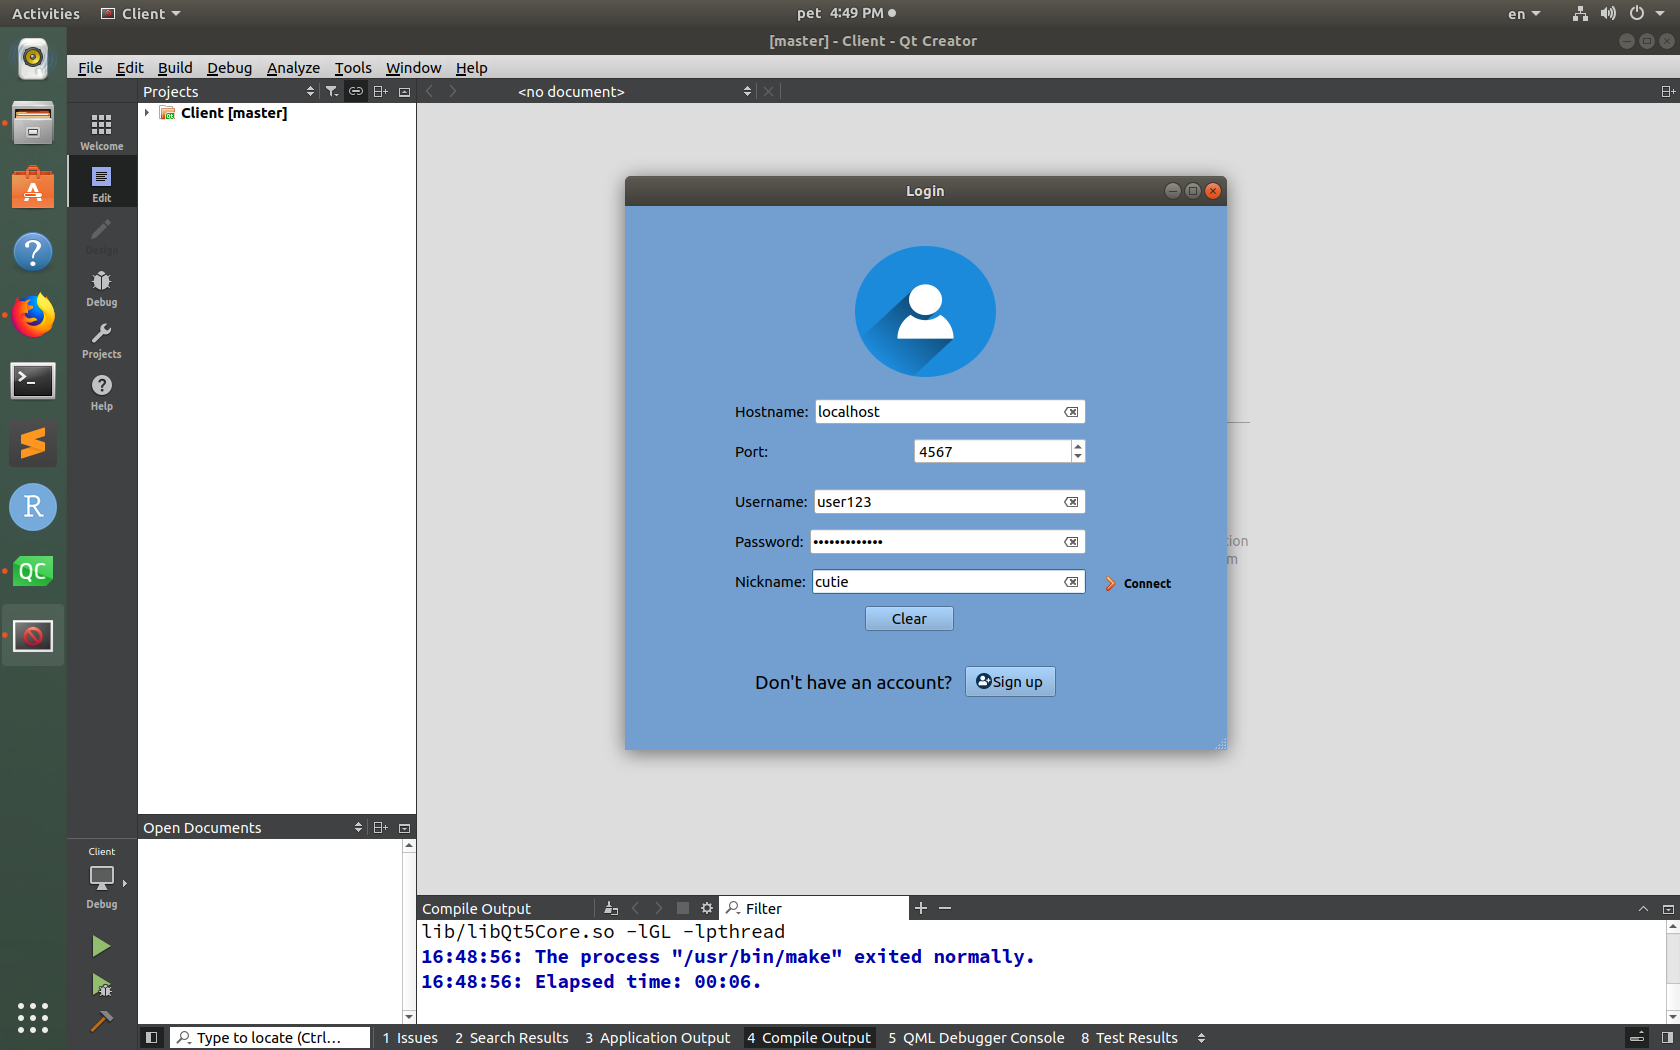 Activities Client pet 4:49 PM en
[master] - Client - Qt Creator
File Edit Build Debug Analyze Tools Window Help
Projects <no document>
Client [master]
Welcome
Edit
Design
Debug
Projects
Help
Login
Hostname: localhost
Port: 4567
Username: user123
Password: •••••••••••••
Nickname: cutie
Connect
Clear
Don't have an account? Sign up
Open Documents
Client
Debug
Compile Output Filter
lib/libQt5Core.so -lGL -lpthread
16:48:56: The process "/usr/bin/make" exited normally.
16:48:56: Elapsed time: 00:06.
Type to locate (Ctrl... 1 Issues 2 Search Results 3 Application Output 4 Compile Output 5 QML Debugger Console 8 Test Results
R
QC